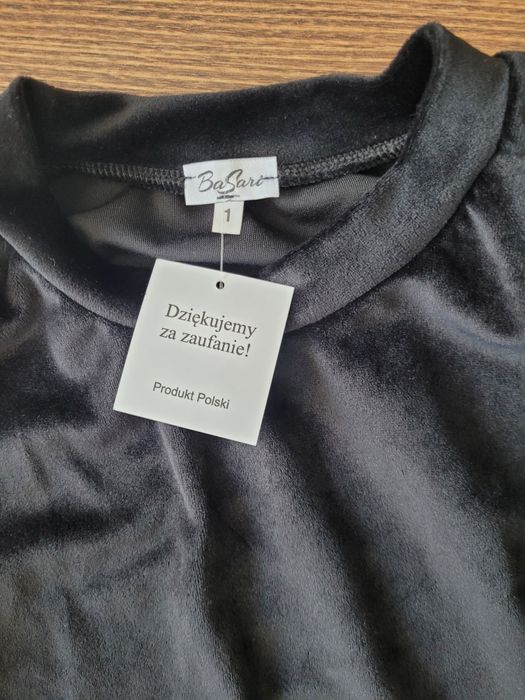 BaSari
1
Dziękujemy
za zaufanie!
Produkt Polski